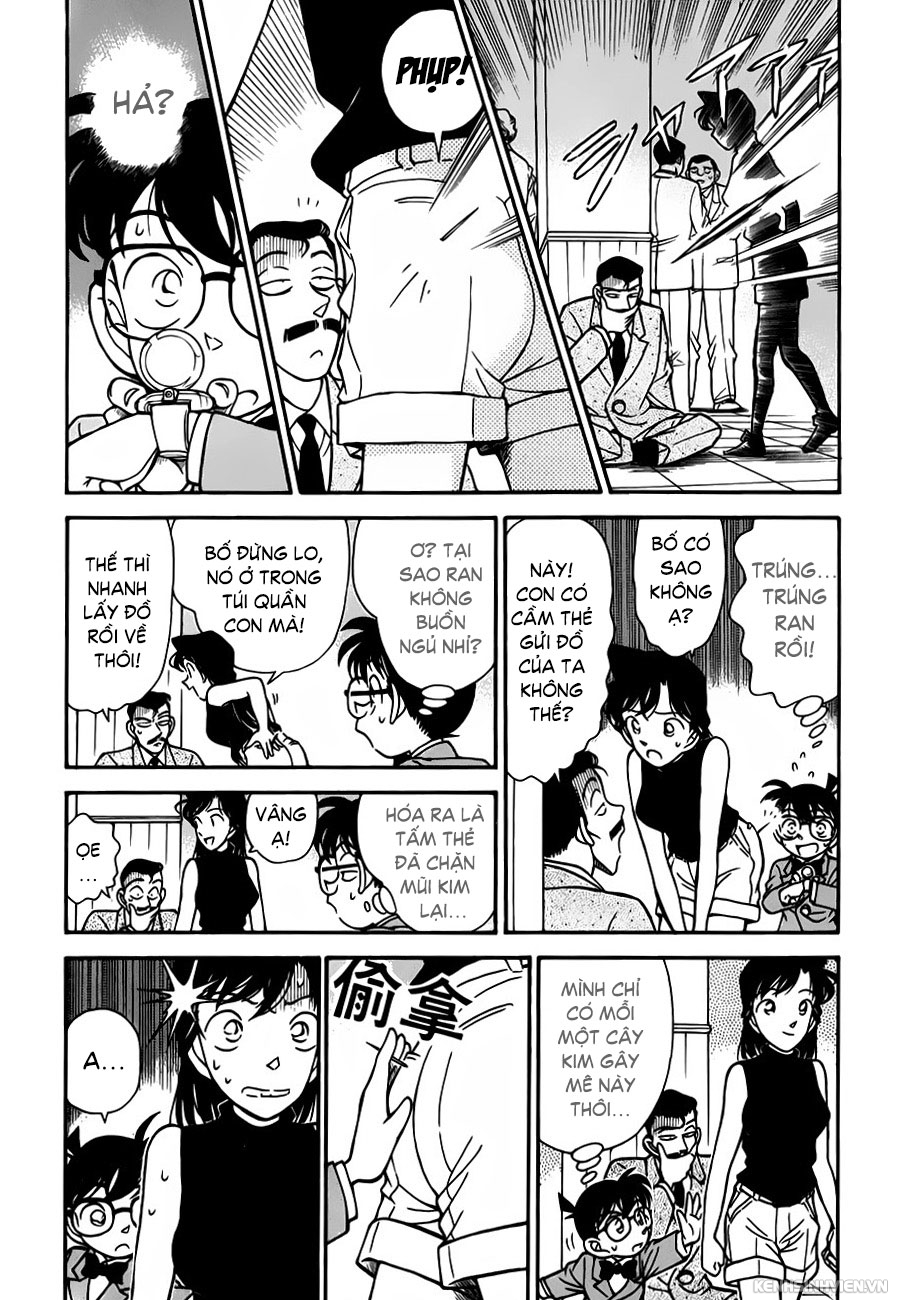 PHỤP!
HẢ?
TRÚNG...
TRÚNG
RAN
RỒI!
BỐ CÓ
SAO
KHÔNG
Ạ?
NÀY!
CON CÓ
CẦM THẺ
GỬI ĐỒ
CỦA TA
KHÔNG
THẾ?
Ơ? TẠI
SAO RAN
KHÔNG
BUỒN
NGỦ NHỈ?
BỐ ĐỪNG LO,
NÓ Ở TRONG
TÚI QUẦN
CON MÀ!
THẾ THÌ
NHANH
LẤY ĐỒ
RỒI VỀ
THÔI!
HÓA RA LÀ
TẤM THẺ
ĐÀ CHẶN
MŨI KIM
LẠI...
VÂNG
Ạ!
ỌE ...
MÌNH CHỈ
CÓ MỖI
MỘT CÂY
KIM GÂY
MÊ NÀY
THÔI...
偷拿
A...
KENHSINHVIEN.VN